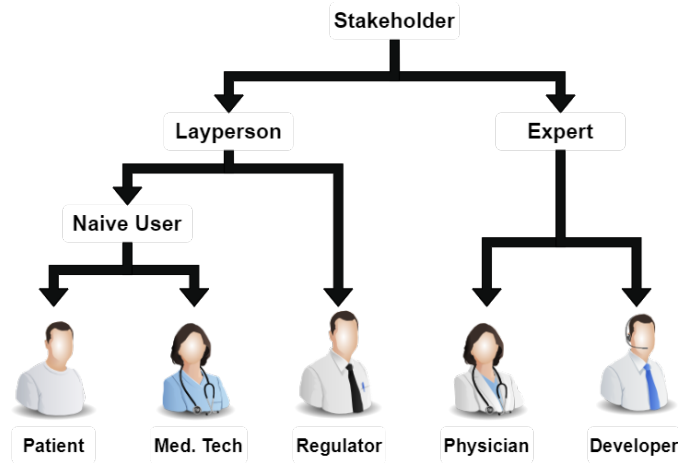 Stakeholder
Layperson
Expert
Naive User
Patient
Med. Tech
Regulator
Physician
Developer